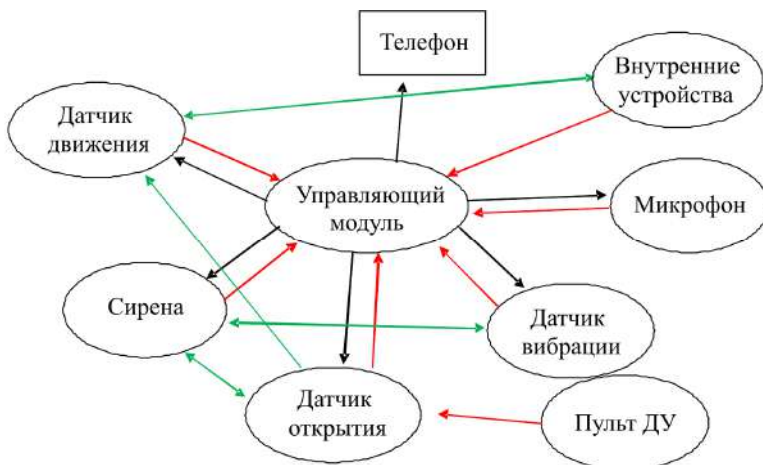 Телефон
Внутренние
устройства
Датчик
движения
Управляющий
модуль
Микрофон
Сирена
Датчик
вибрации
Датчик
открытия
Пульт ДУ